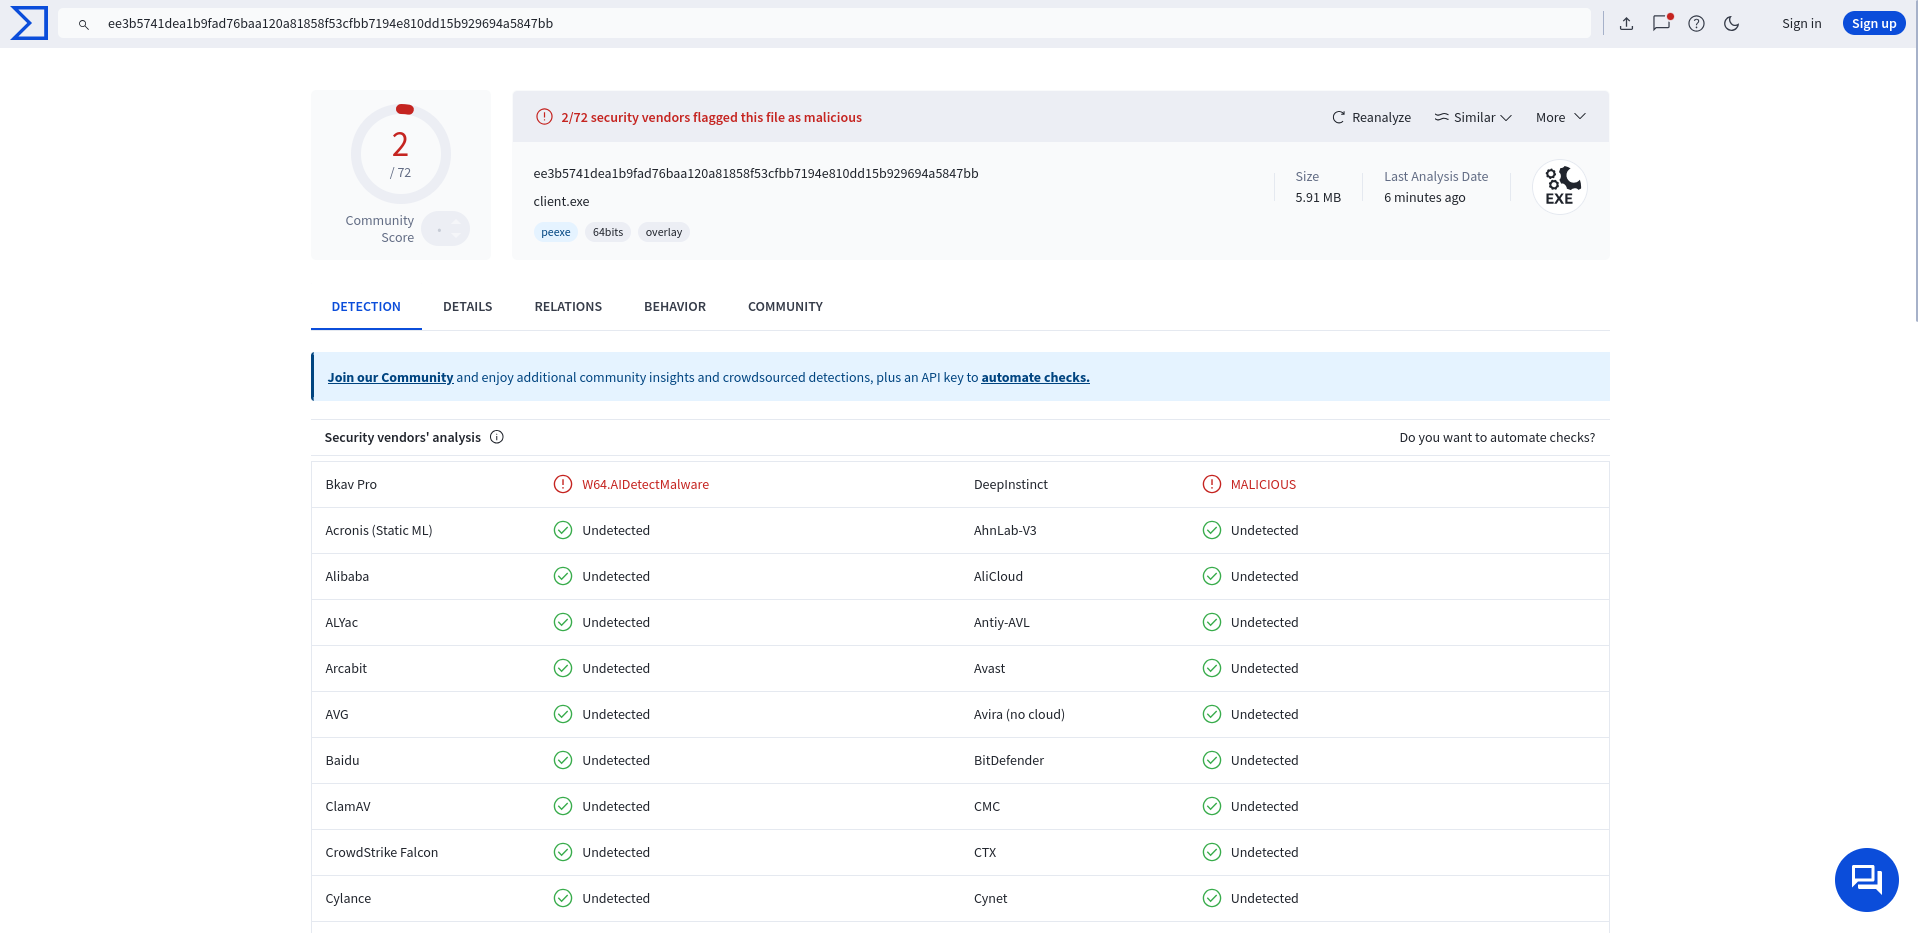 ee3b5741dea1b9fad76baa120a81858f53cfbb7194e810dd15b929694a5847bb
Sign in
Sign up
2
/ 72
Community
Score
2/72 security vendors flagged this file as malicious
Reanalyze
Similar
More
ee3b5741dea1b9fad76baa120a81858f53cfbb7194e810dd15b929694a5847bb
client.exe
peexe 64bits overlay
Size
5.91 MB
Last Analysis Date
6 minutes ago
EXE
DETECTION DETAILS RELATIONS BEHAVIOR COMMUNITY
Join our Community and enjoy additional community insights and crowdsourced detections, plus an API key to automate checks.
Security vendors' analysis
Do you want to automate checks?
Bkav Pro W64.AIDetectMalware DeepInstinct MALICIOUS
Acronis (Static ML) Undetected AhnLab-V3 Undetected
Alibaba Undetected AliCloud Undetected
ALYac Undetected Antiy-AVL Undetected
Arcabit Undetected Avast Undetected
AVG Undetected Avira (no cloud) Undetected
Baidu Undetected BitDefender Undetected
ClamAV Undetected CMC Undetected
CrowdStrike Falcon Undetected CTX Undetected
Cylance Undetected Cynet Undetected